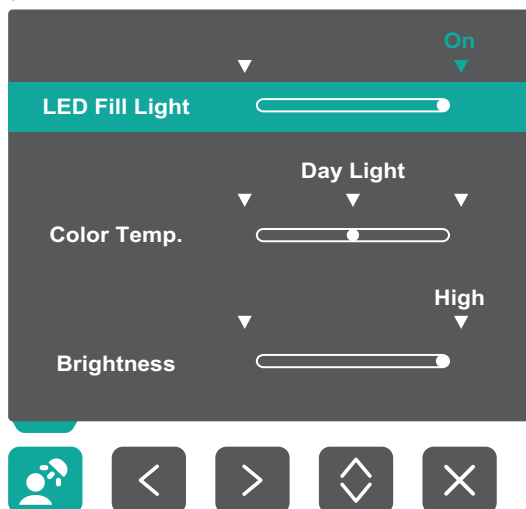 On
LED Fill Light
Day Light
Color Temp.
High
Brightness